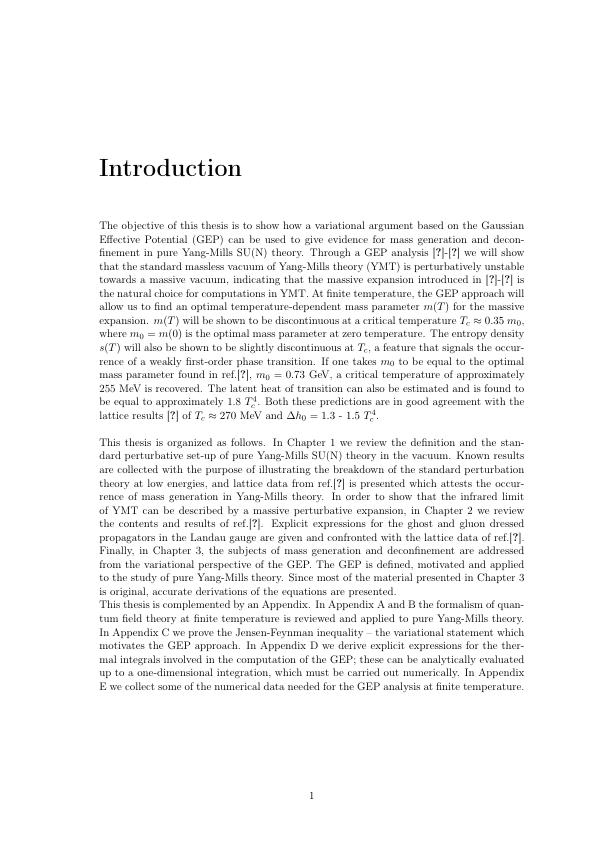 Introduction
The objective of this thesis is to show how a variational argument based on the Gaussian
Effective Potential (GEP) can be used to give evidence for mass generation and decon-
finement in pure Yang-Mills SU(N) theory. Through a GEP analysis [?]-[?] we will show
that the standard massless vacuum of Yang-Mills theory (YMT) is perturbatively unstable
towards a massive vacuum, indicating that the massive expansion introduced in [?]-[?] is
the natural choice for computations in YMT. At finite temperature, the GEP approach will
allow us to find an optimal temperature-dependent mass parameter m(T) for the massive
expansion. m(T) will be shown to be discontinuous at a critical temperature T_c ≈ 0.35 m_0,
where m_0 = m(0) is the optimal mass parameter at zero temperature. The entropy density
s(T) will also be shown to be slightly discontinuous at T_c, a feature that signals the occur-
rence of a weakly first-order phase transition. If one takes m_0 to be equal to the optimal
mass parameter found in ref.[?], m_0 = 0.73 GeV, a critical temperature of approximately
255 MeV is recovered. The latent heat of transition can also be estimated and is found to
be equal to approximately 1.8 T_c^4. Both these predictions are in good agreement with the
lattice results [?] of T_c ≈ 270 MeV and Δh_0 = 1.3 - 1.5 T_c^4.
This thesis is organized as follows. In Chapter 1 we review the definition and the stan-
dard perturbative set-up of pure Yang-Mills SU(N) theory in the vacuum. Known results
are collected with the purpose of illustrating the breakdown of the standard perturbation
theory at low energies, and lattice data from ref.[?] is presented which attests the occur-
rence of mass generation in Yang-Mills theory. In order to show that the infrared limit
of YMT can be described by a massive perturbative expansion, in Chapter 2 we review
the contents and results of ref.[?]. Explicit expressions for the ghost and gluon dressed
propagators in the Landau gauge are given and confronted with the lattice data of ref.[?].
Finally, in Chapter 3, the subjects of mass generation and deconfinement are addressed
from the variational perspective of the GEP. The GEP is defined, motivated and applied
to the study of pure Yang-Mills theory. Since most of the material presented in Chapter 3
is original, accurate derivations of the equations are presented.
This thesis is complemented by an Appendix. In Appendix A and B the formalism of quan-
tum field theory at finite temperature is reviewed and applied to pure Yang-Mills theory.
In Appendix C we prove the Jensen-Feynman inequality – the variational statement which
motivates the GEP approach. In Appendix D we derive explicit expressions for the ther-
mal integrals involved in the computation of the GEP; these can be analytically evaluated
up to a one-dimensional integration, which must be carried out numerically. In Appendix
E we collect some of the numerical data needed for the GEP analysis at finite temperature.
1